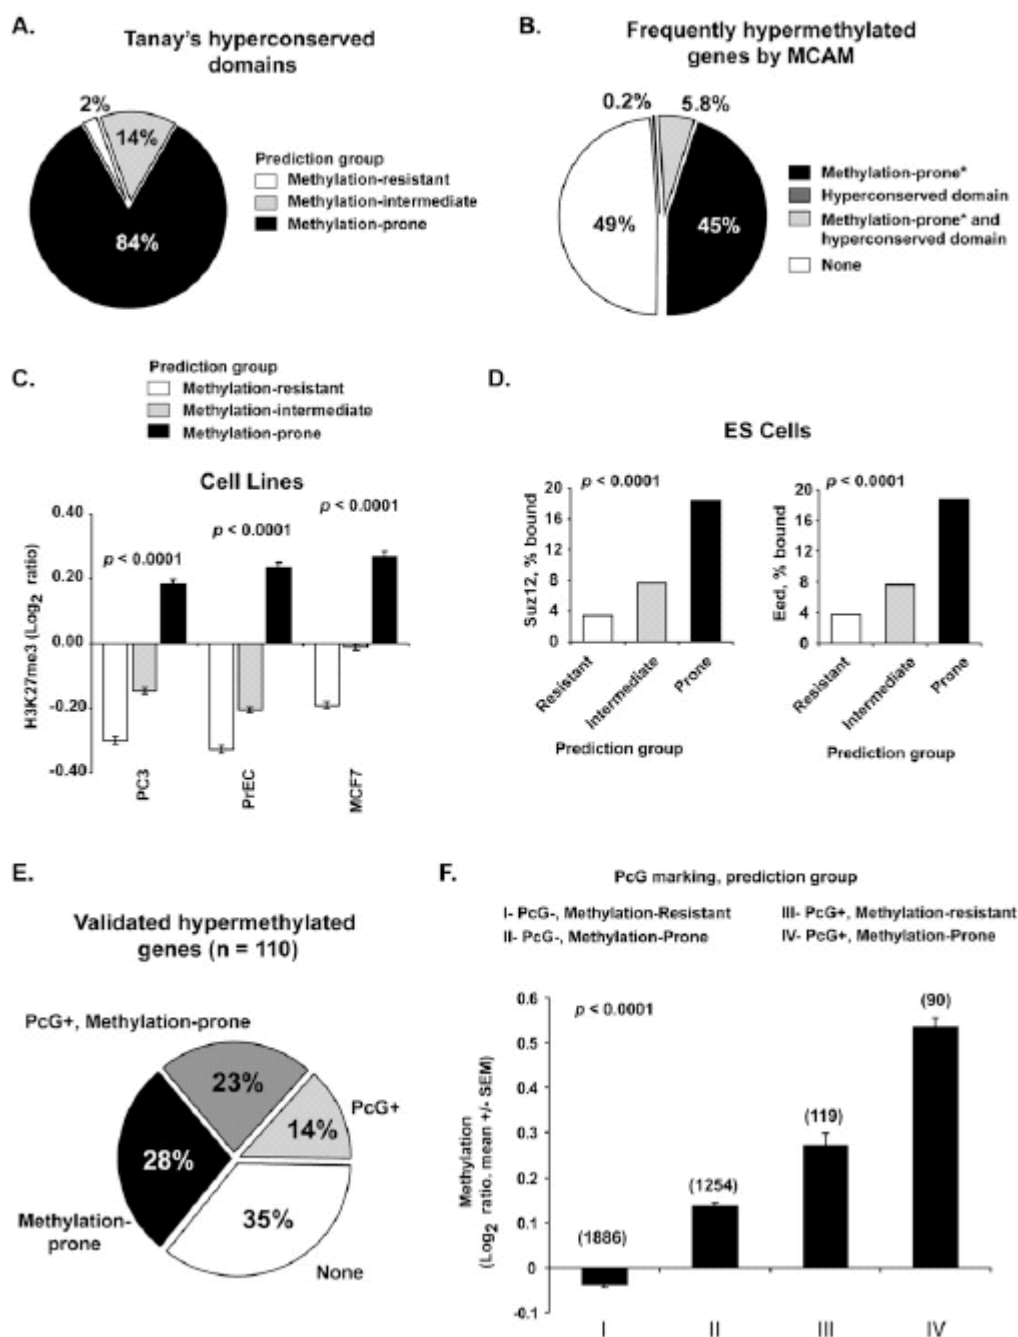 A.
Tanay's hyperconserved
domains
2%
14%
84%
Prediction group
Methylation-resistant
Methylation-intermediate
Methylation-prone
B.
Frequently hypermethylated
genes by MCAM
0.2%
5.8%
49%
45%
Methylation-prone*
Hyperconserved domain
Methylation-prone* and
hyperconserved domain
None
C.
Prediction group
Methylation-resistant
Methylation-intermediate
Methylation-prone
Cell Lines
H3K27me3 (Log2 ratio)
0.40
0.20
0.00
-0.20
-0.40
p < 0.0001
p < 0.0001
p < 0.0001
PC3
PrEC
MCF7
D.
ES Cells
Suz12, % bound
20
16
12
8
4
0
p < 0.0001
Resistant
Intermediate
Prone
Prediction group
Eed, % bound
20
16
12
8
4
0
p < 0.0001
Resistant
Intermediate
Prone
Prediction group
E.
Validated hypermethylated
genes (n = 110)
PcG+, Methylation-prone
23%
PcG+
14%
28%
35%
Methylation-
prone
None
F.
PcG marking, prediction group
I- PcG-, Methylation-Resistant
II- PcG-, Methylation-Prone
III- PcG+, Methylation-resistant
IV- PcG+, Methylation-Prone
Methylation
(Log2 ratio. mean +/- SEM)
0.6
0.5
0.4
0.3
0.2
0.1
0
-0.1
p < 0.0001
(1886)
(1254)
(119)
(90)
I
II
III
IV